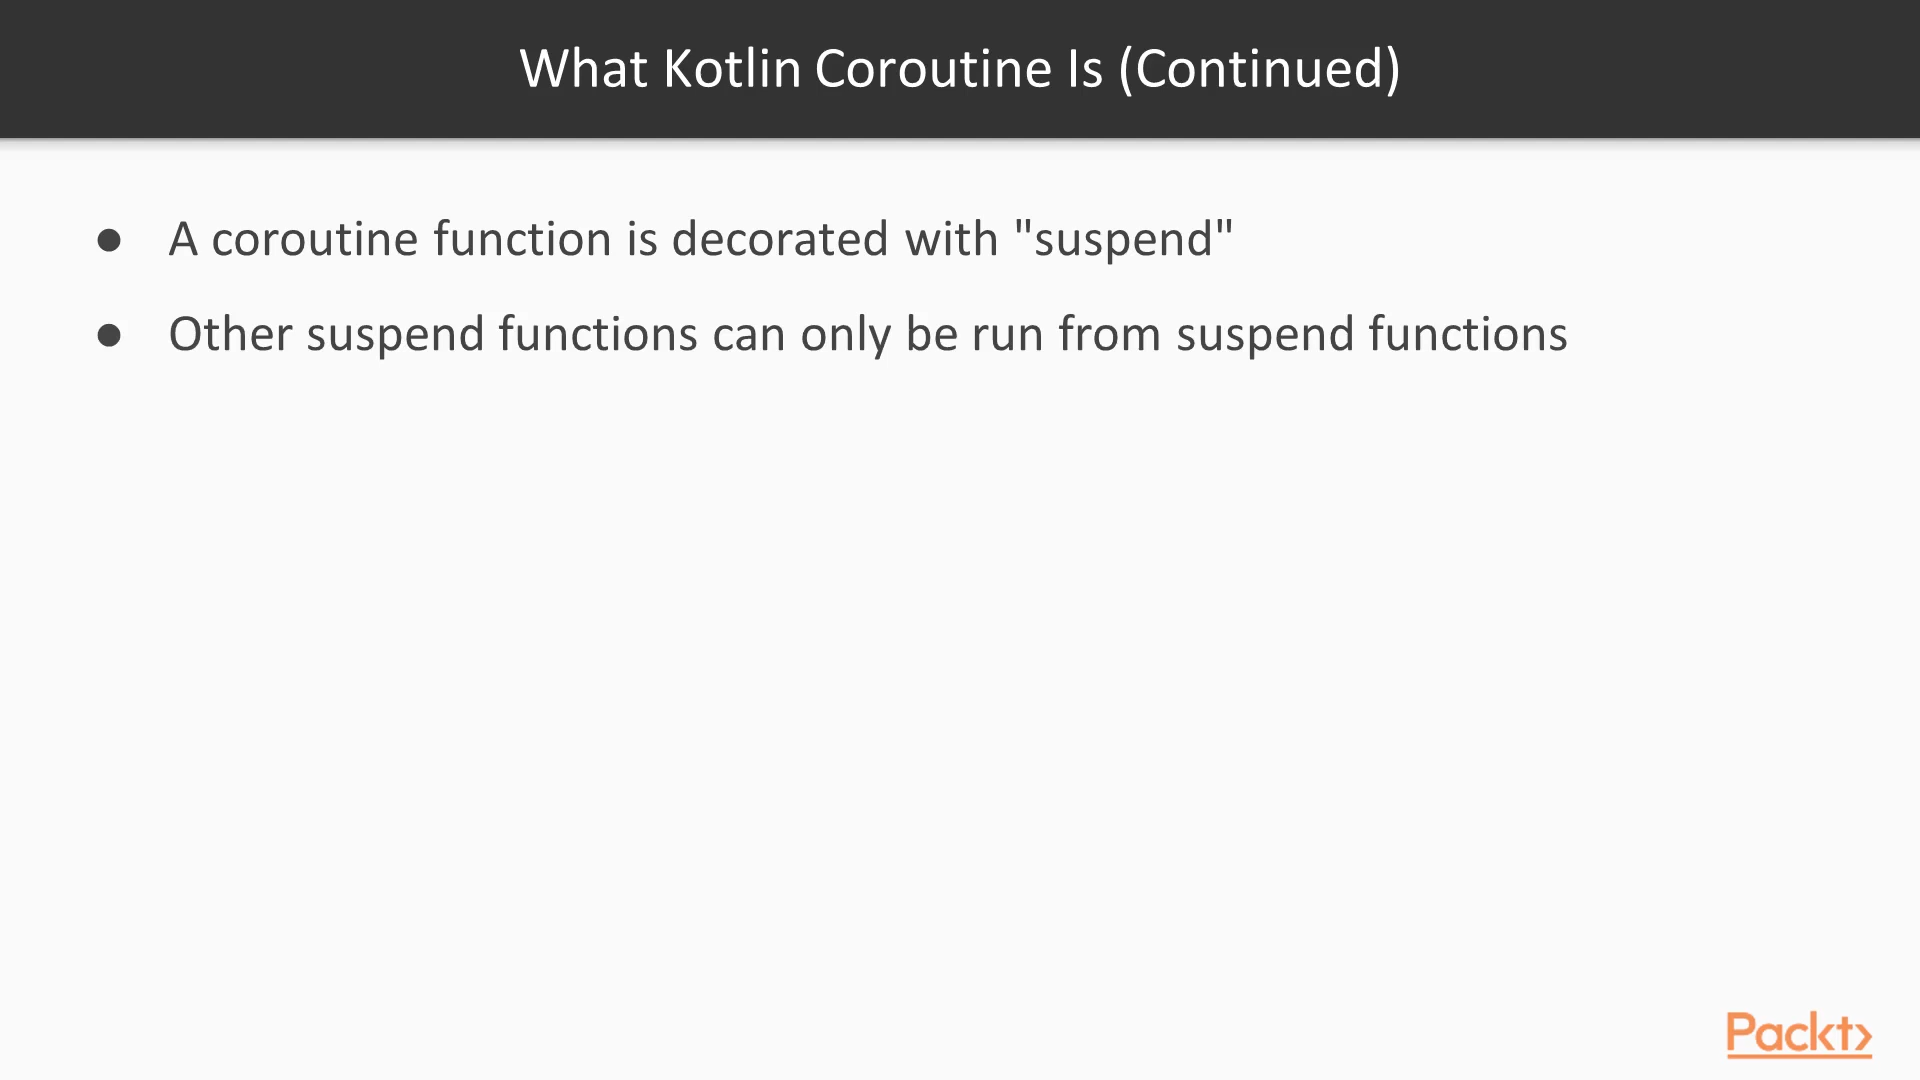 What Kotlin Coroutine Is (Continued)
● A coroutine function is decorated with "suspend"
● Other suspend functions can only be run from suspend functions
Packt>